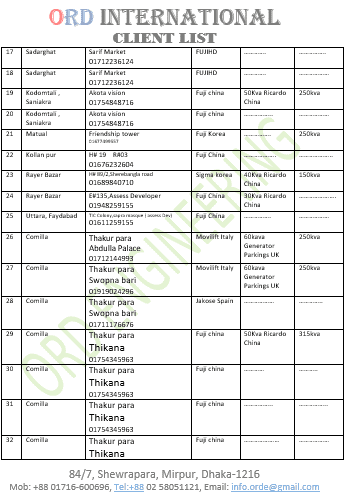 ORD INTERNATIONAL
CLIENT LIST
17 Sadarghat Sarif Market FUJIHD ............... ............... 250kva
01712236124
18 Sadarghat Sarif Market FUJIHD ............... ............... 250kva
01712236124
19 Kodomtali , Akota vision Fuji china 50Kva Ricardo 250kva
Saniakra 01754848716 China
20 Kodomtali , Akota vision Fuji china ............... 250kva
Saniakra 01754848716
21 Matual Friendship tower Fuji Korea ............... 250kva
22 Kollan pur H# 19 R#03 Fuji China ............... ...............
01676232604
23 Rayer Bazar H# 89/2,Sherebangla road Sigma korea 40Kva Ricardo 150kva
01689840710 China
24 Rayer Bazar E#135,Assess Developer Fuji China 30Kva Ricardo ...............
01948259155 China
25 Uttara, Faydabad TIC Colony,sapra mosque ( assess Dev) Fuji China ............... ...............
01611259155
26 Comilla Thakur para Movilift Italy 60kava 250kva
Abdulla Palace Generator
01712144993 Parkings UK
27 Comilla Thakur para Movilift Italy 60kava 250kva
Swopna bari Generator
01919024296 Parkings UK
28 Comilla Thakur para Jakose Spain ............... ...............
Swopno bari
01711176676
29 Comilla Thakur para Fuji china 50Kva Ricardo 315kva
Thikana China
01754345963
30 Comilla Thakur para Fuji china ............... ...............
Thikana
01754345963
31 Comilla Thakur para Fuji china ............... ...............
Thikana
01754345963
32 Comilla Thakur para Fuji china ............... ...............
Thikana
ORD ENGINEERING
84/7, Shewrapara, Mirpur, Dhaka-1216
Mob: +88 01716-600696, Tel:+88 02 58051121, Email: info.orde@gmail.com